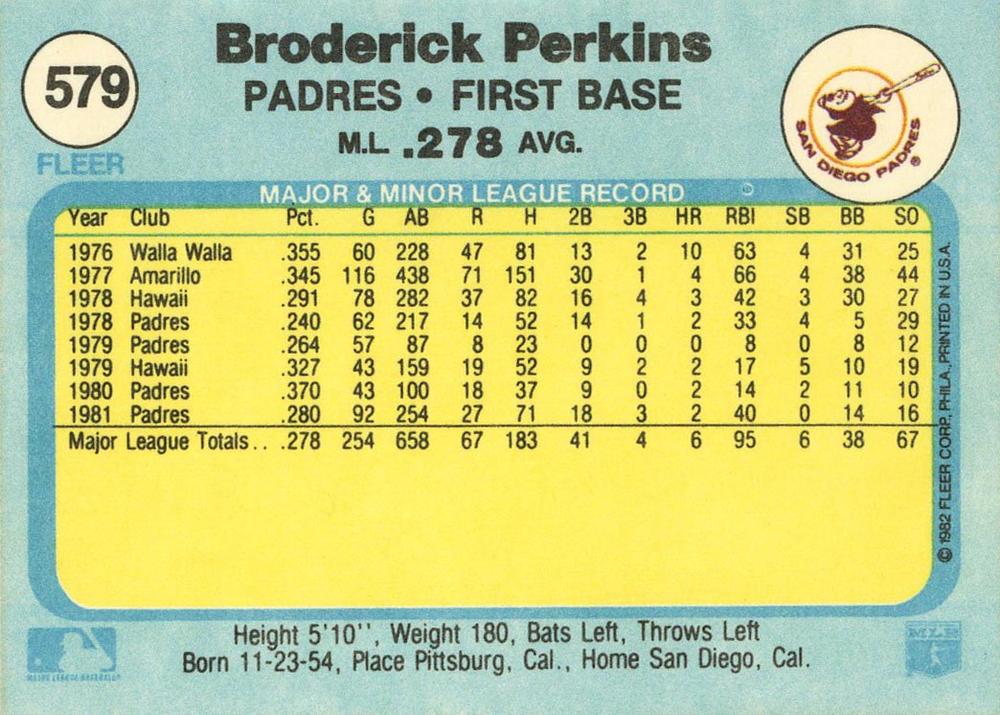 579
FLEER
Broderick Perkins
PADRES • FIRST BASE
M.L. .278 AVG.
SAN DIEGO PADRES ®
MAJOR & MINOR LEAGUE RECORD
Year Club Pct. G AB R H 2B 3B HR RBI SB BB SO
1976 Walla Walla .355 60 228 47 81 13 2 10 63 4 31 25
1977 Amarillo .345 116 438 71 151 30 1 4 66 4 38 44
1978 Hawaii .291 78 282 37 82 16 4 3 42 3 30 27
1978 Padres .240 62 217 14 52 14 1 2 33 4 5 29
1979 Padres .264 57 87 8 23 0 0 0 8 0 8 12
1979 Hawaii .327 43 159 19 52 9 2 2 17 5 10 19
1980 Padres .370 43 100 18 37 9 0 2 14 2 11 10
1981 Padres .280 92 254 27 71 18 3 2 40 0 14 16
Major League Totals . . .278 254 658 67 183 41 4 6 95 6 38 67
© 1982 FLEER CORP., PHILA., PRINTED IN U.S.A.
Height 5'10'', Weight 180, Bats Left, Throws Left
Born 11-23-54, Place Pittsburg, Cal., Home San Diego, Cal.
MAJOR LEAGUE BASEBALL